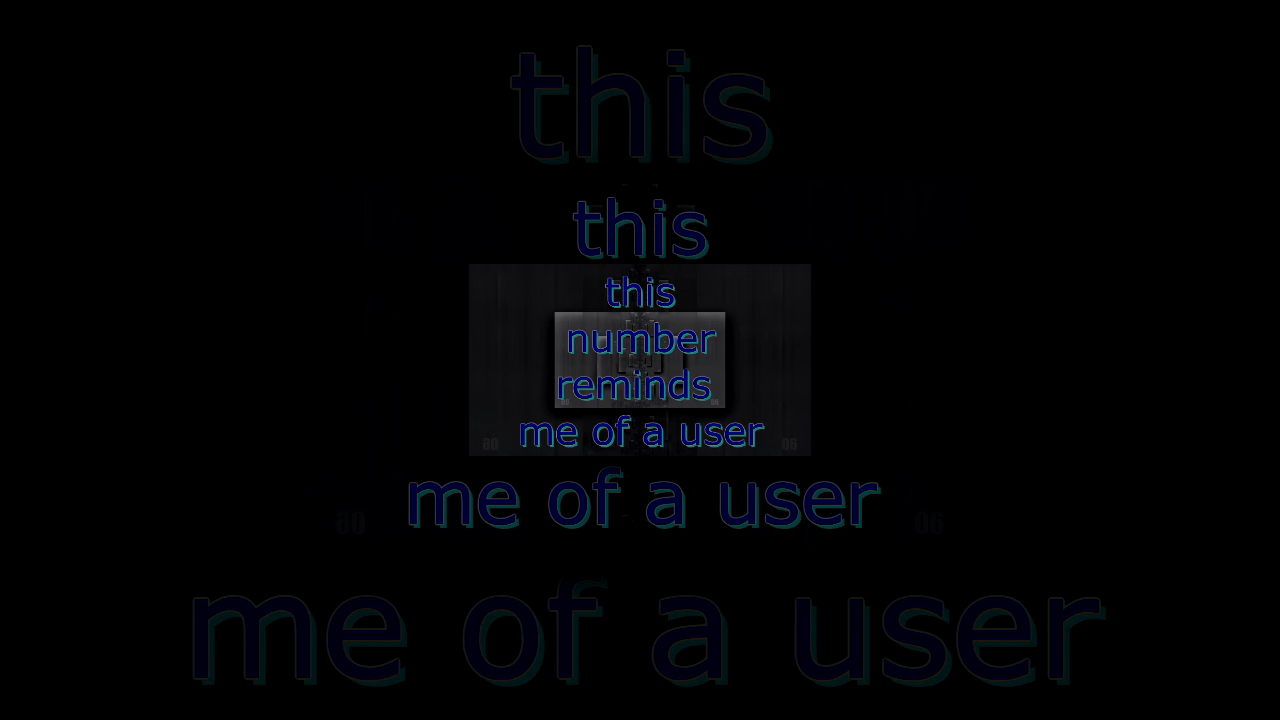 this
this
this
number
reminds
me of a user
me of a user
me of a user